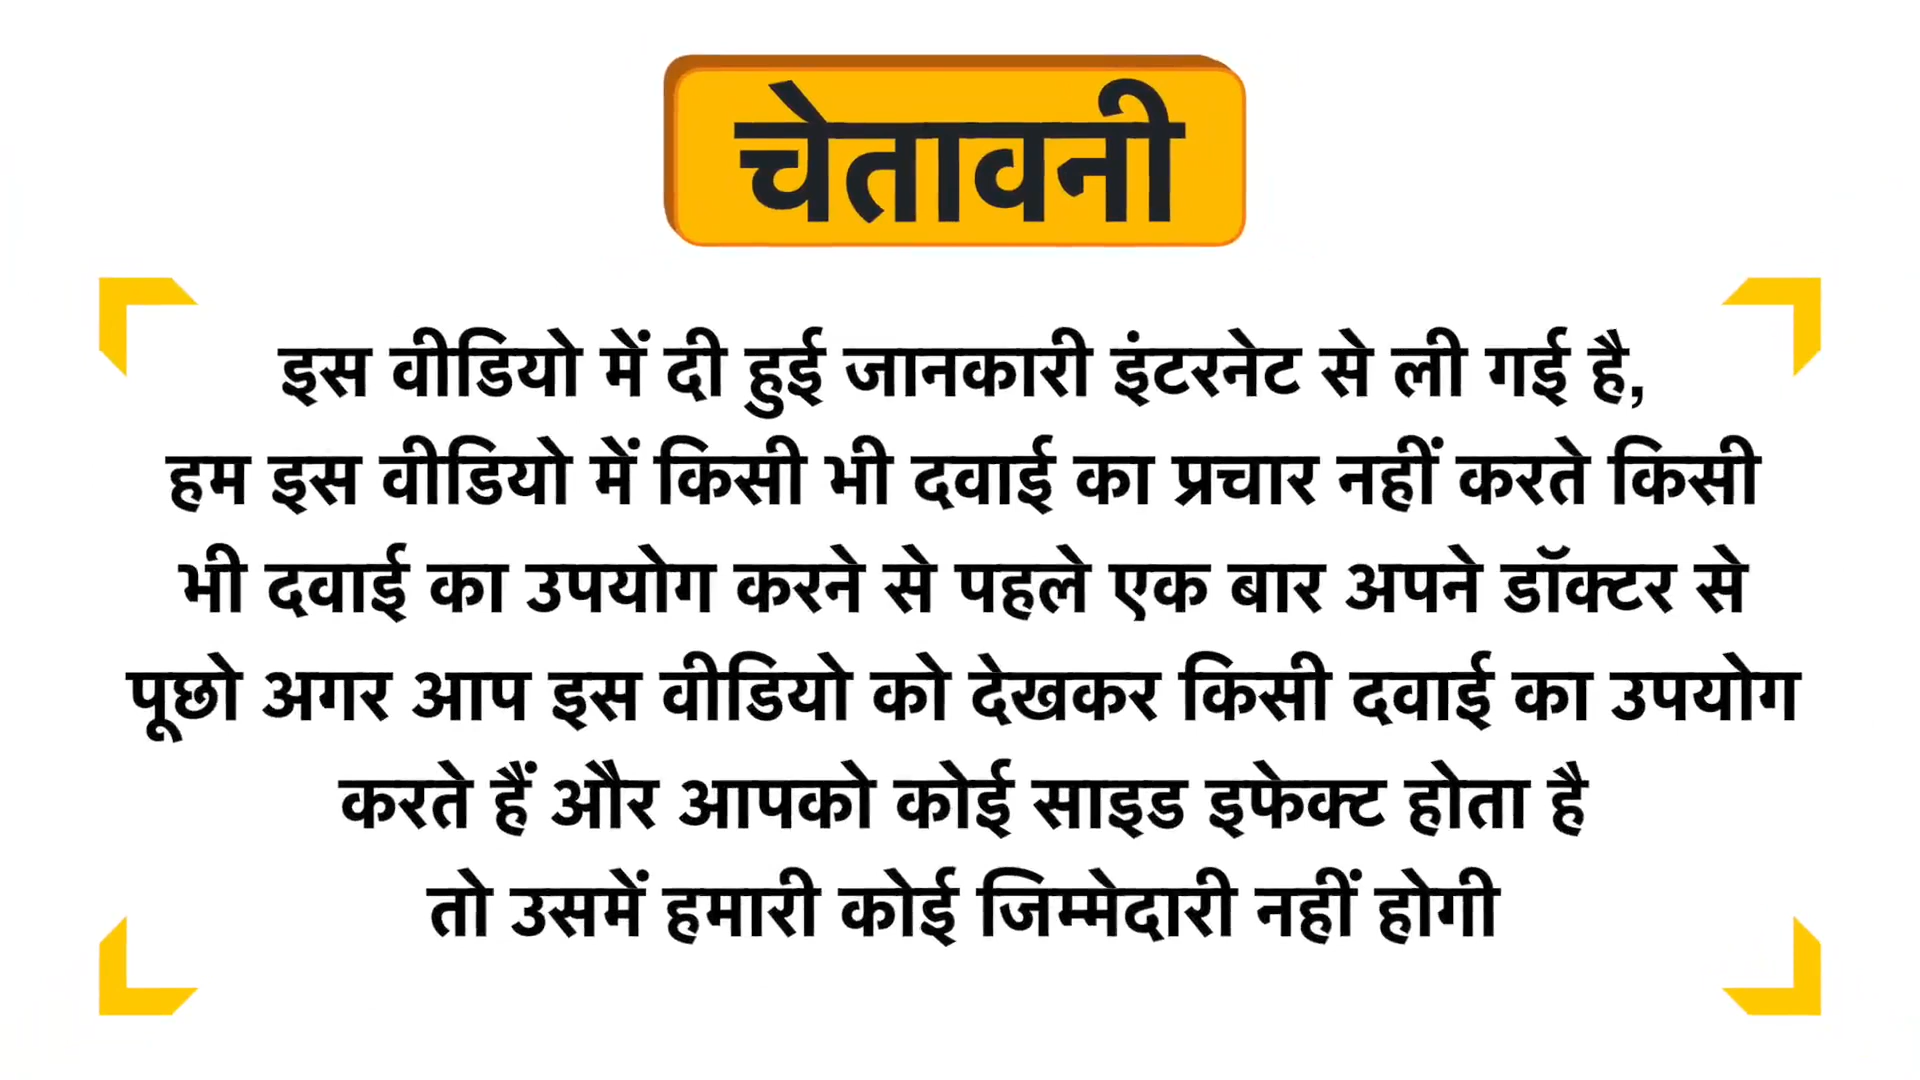 चेतावनी
इस वीडियो में दी हुई जानकारी इंटरनेट से ली गई है,
हम इस वीडियो में किसी भी दवाई का प्रचार नहीं करते किसी
भी दवाई का उपयोग करने से पहले एक बार अपने डॉक्टर से
पूछो अगर आप इस वीडियो को देखकर किसी दवाई का उपयोग
करते हैं और आपको कोई साइड इफेक्ट होता है
तो उसमें हमारी कोई जिम्मेदारी नहीं होगी